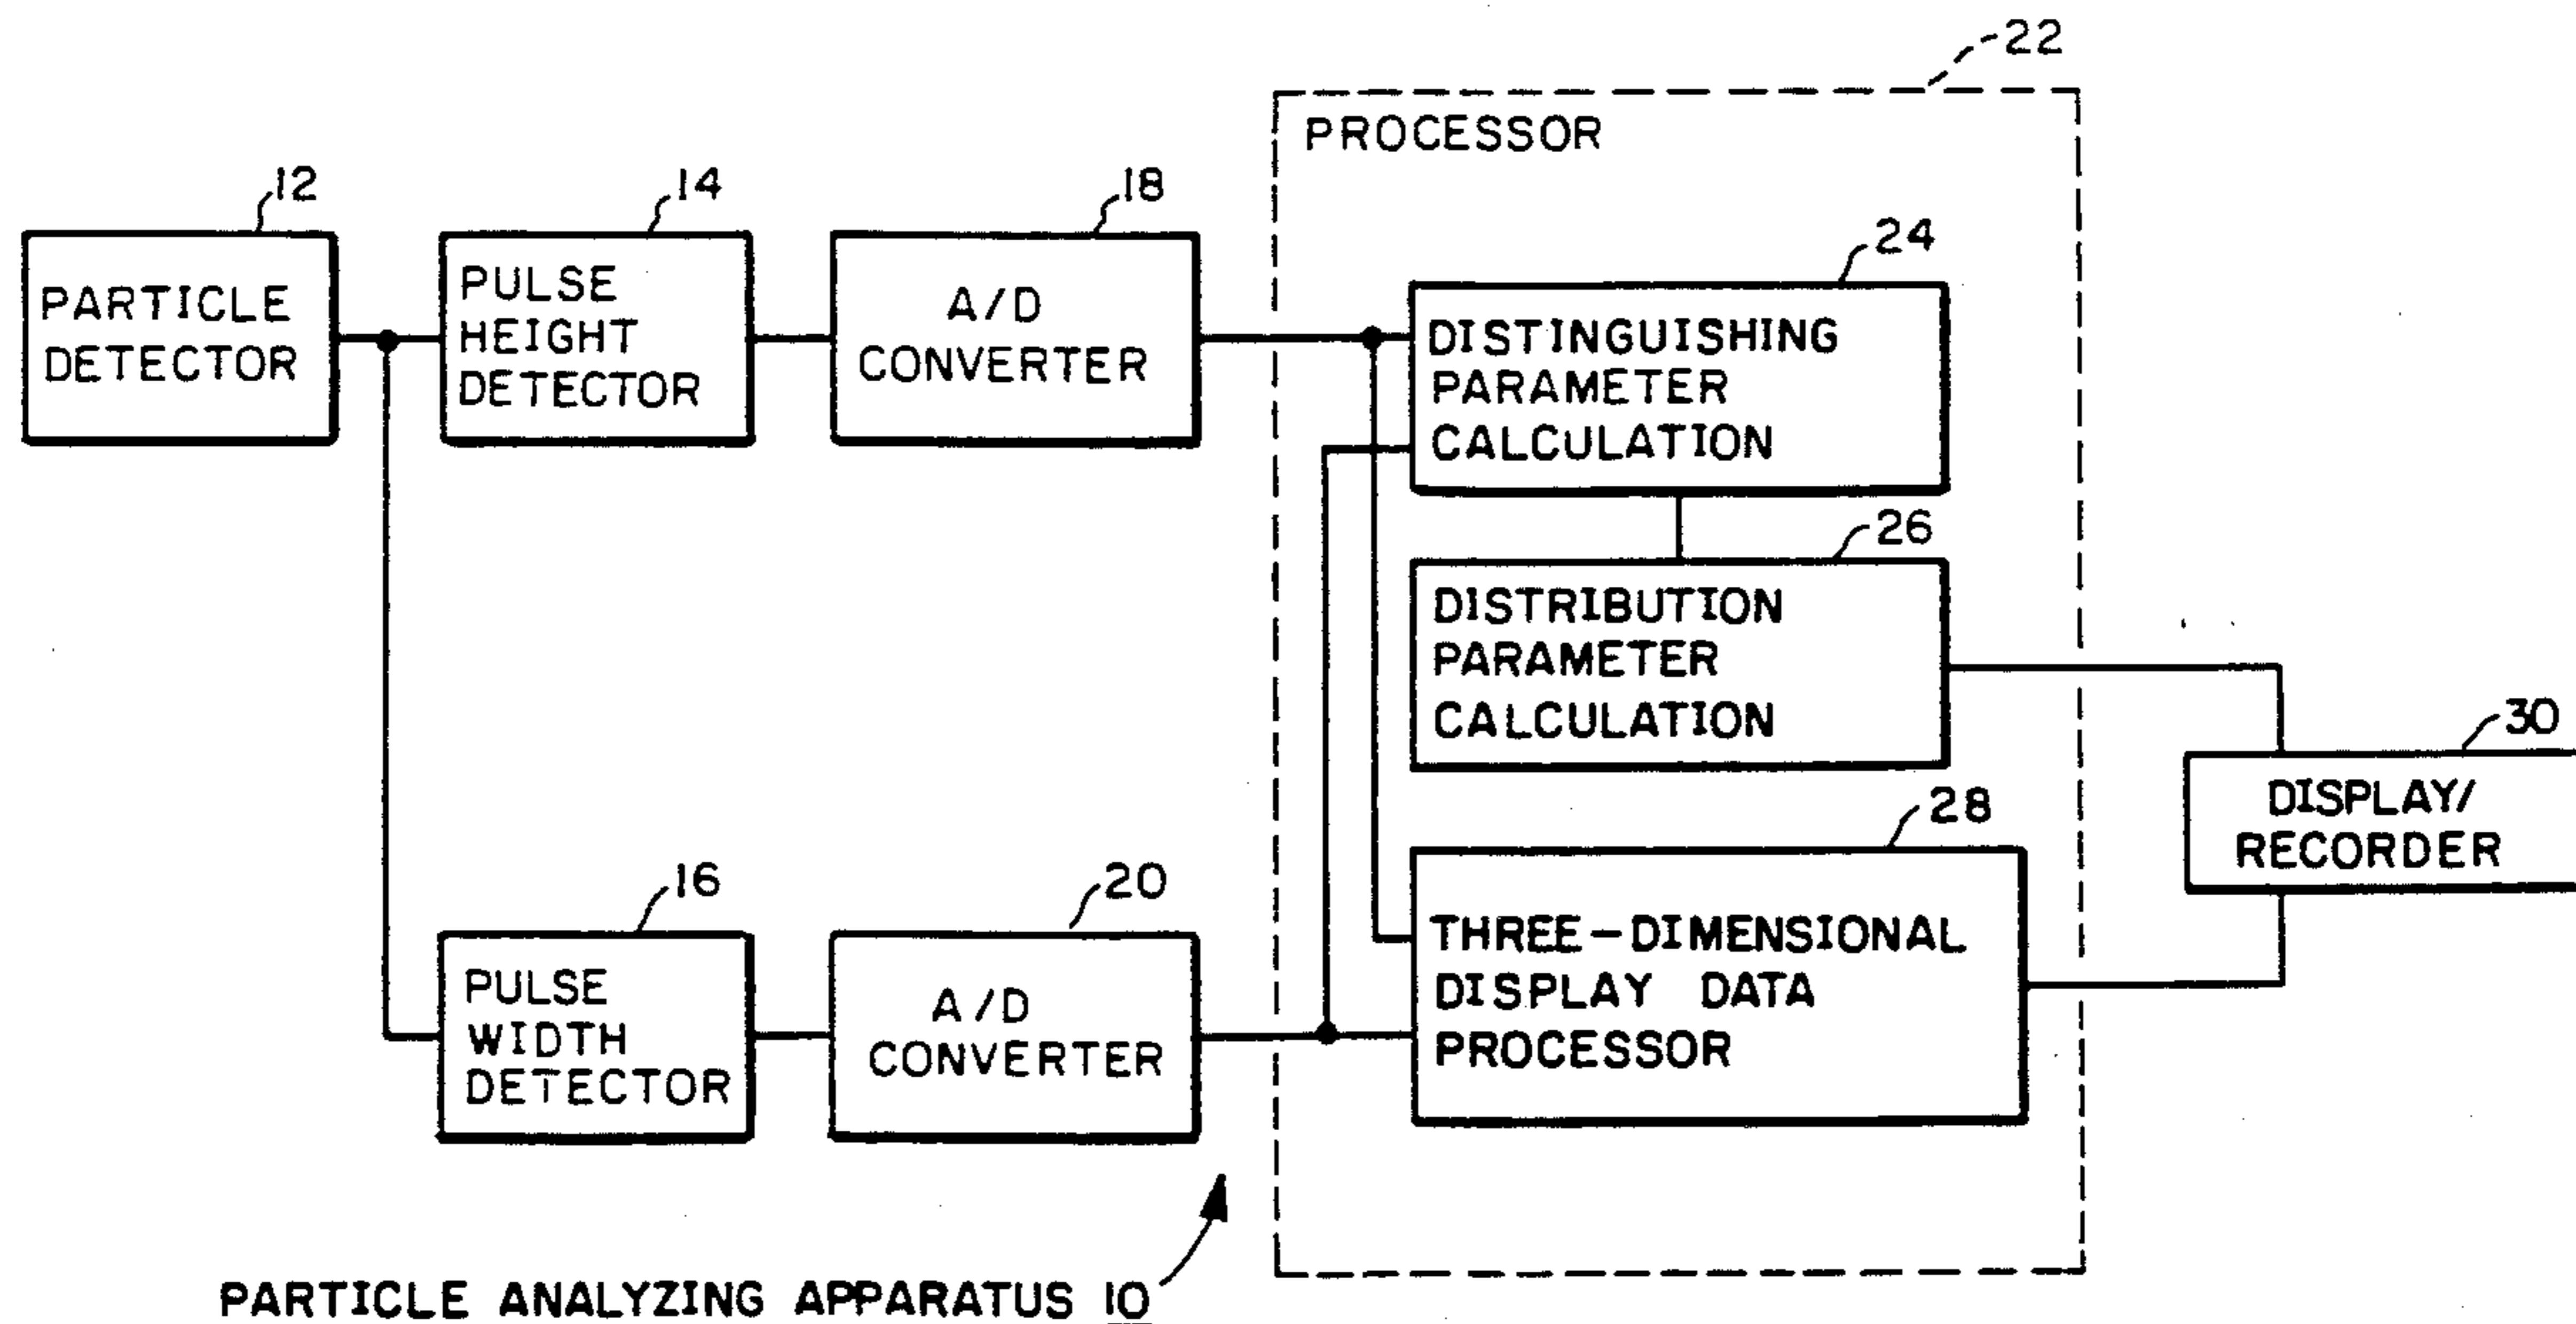 22
PROCESSOR
12
14
18
24
PARTICLE
DETECTOR
PULSE
HEIGHT
DETECTOR
A/D
CONVERTER
DISTINGUISHING
PARAMETER
CALCULATION
26
DISTRIBUTION
PARAMETER
CALCULATION
30
DISPLAY/
RECORDER
16
20
28
PULSE
WIDTH
DETECTOR
A/D
CONVERTER
THREE-DIMENSIONAL
DISPLAY DATA
PROCESSOR
PARTICLE ANALYZING APPARATUS 10